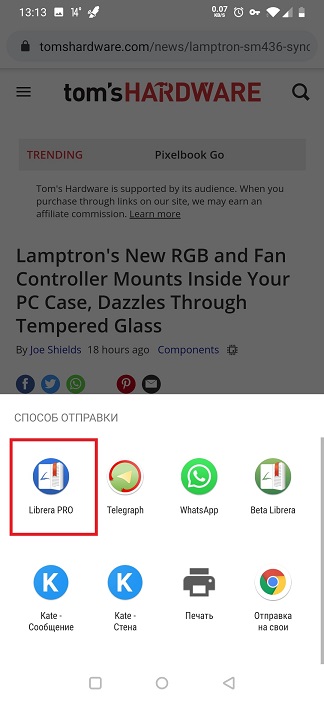 13:13 14° 0.07 KB/S
tomshardware.com/news/lamptron-sm436-sync
tom'sHARDWARE
TRENDING Pixelbook Go
Tom's Hardware is supported by its audience. When you
purchase through links on our site, we may earn an
affiliate commission. Learn more
Lamptron's New RGB and Fan
Controller Mounts Inside Your
PC Case, Dazzles Through
Tempered Glass
By Joe Shields 18 hours ago Components
СПОСОБ ОТПРАВКИ
Librera PRO Telegraph WhatsApp Beta Librera
Kate - Kate - Печать Отправка
Сообщение Стена на свои